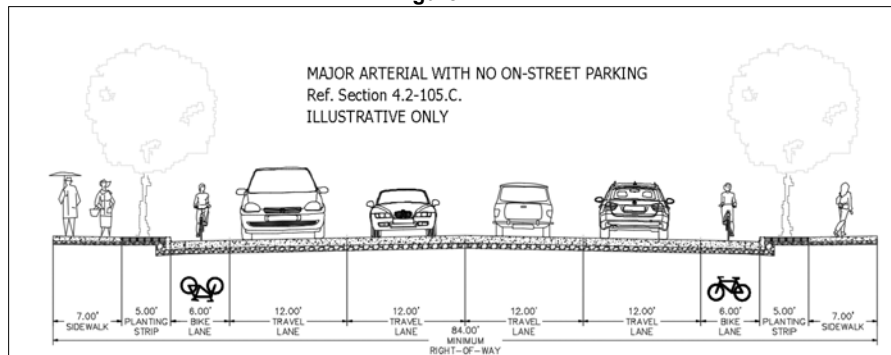 MAJOR ARTERIAL WITH NO ON-STREET PARKING
Ref. Section 4.2-105.C.
ILLUSTRATIVE ONLY
7.00'
SIDEWALK
5.00'
PLANTING
STRIP
6.00'
BIKE
LANE
12.00'
TRAVEL
LANE
12.00'
TRAVEL
LANE
12.00'
TRAVEL
LANE
12.00'
TRAVEL
LANE
6.00'
BIKE
LANE
5.00'
PLANTING
STRIP
7.00'
SIDEWALK
84.00'
MINIMUM
RIGHT-OF-WAY